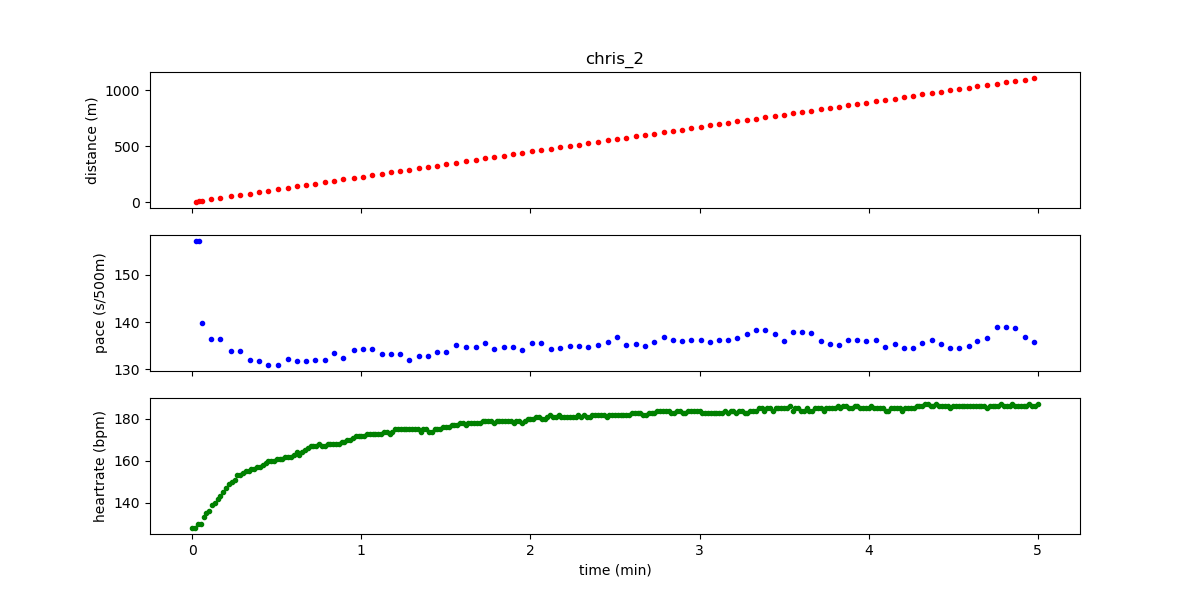 chris_2
distance (m)
1000
500
0
pace (s/500m)
150
140
130
heartrate (bpm)
180
160
140
0 1 2 3 4 5
time (min)